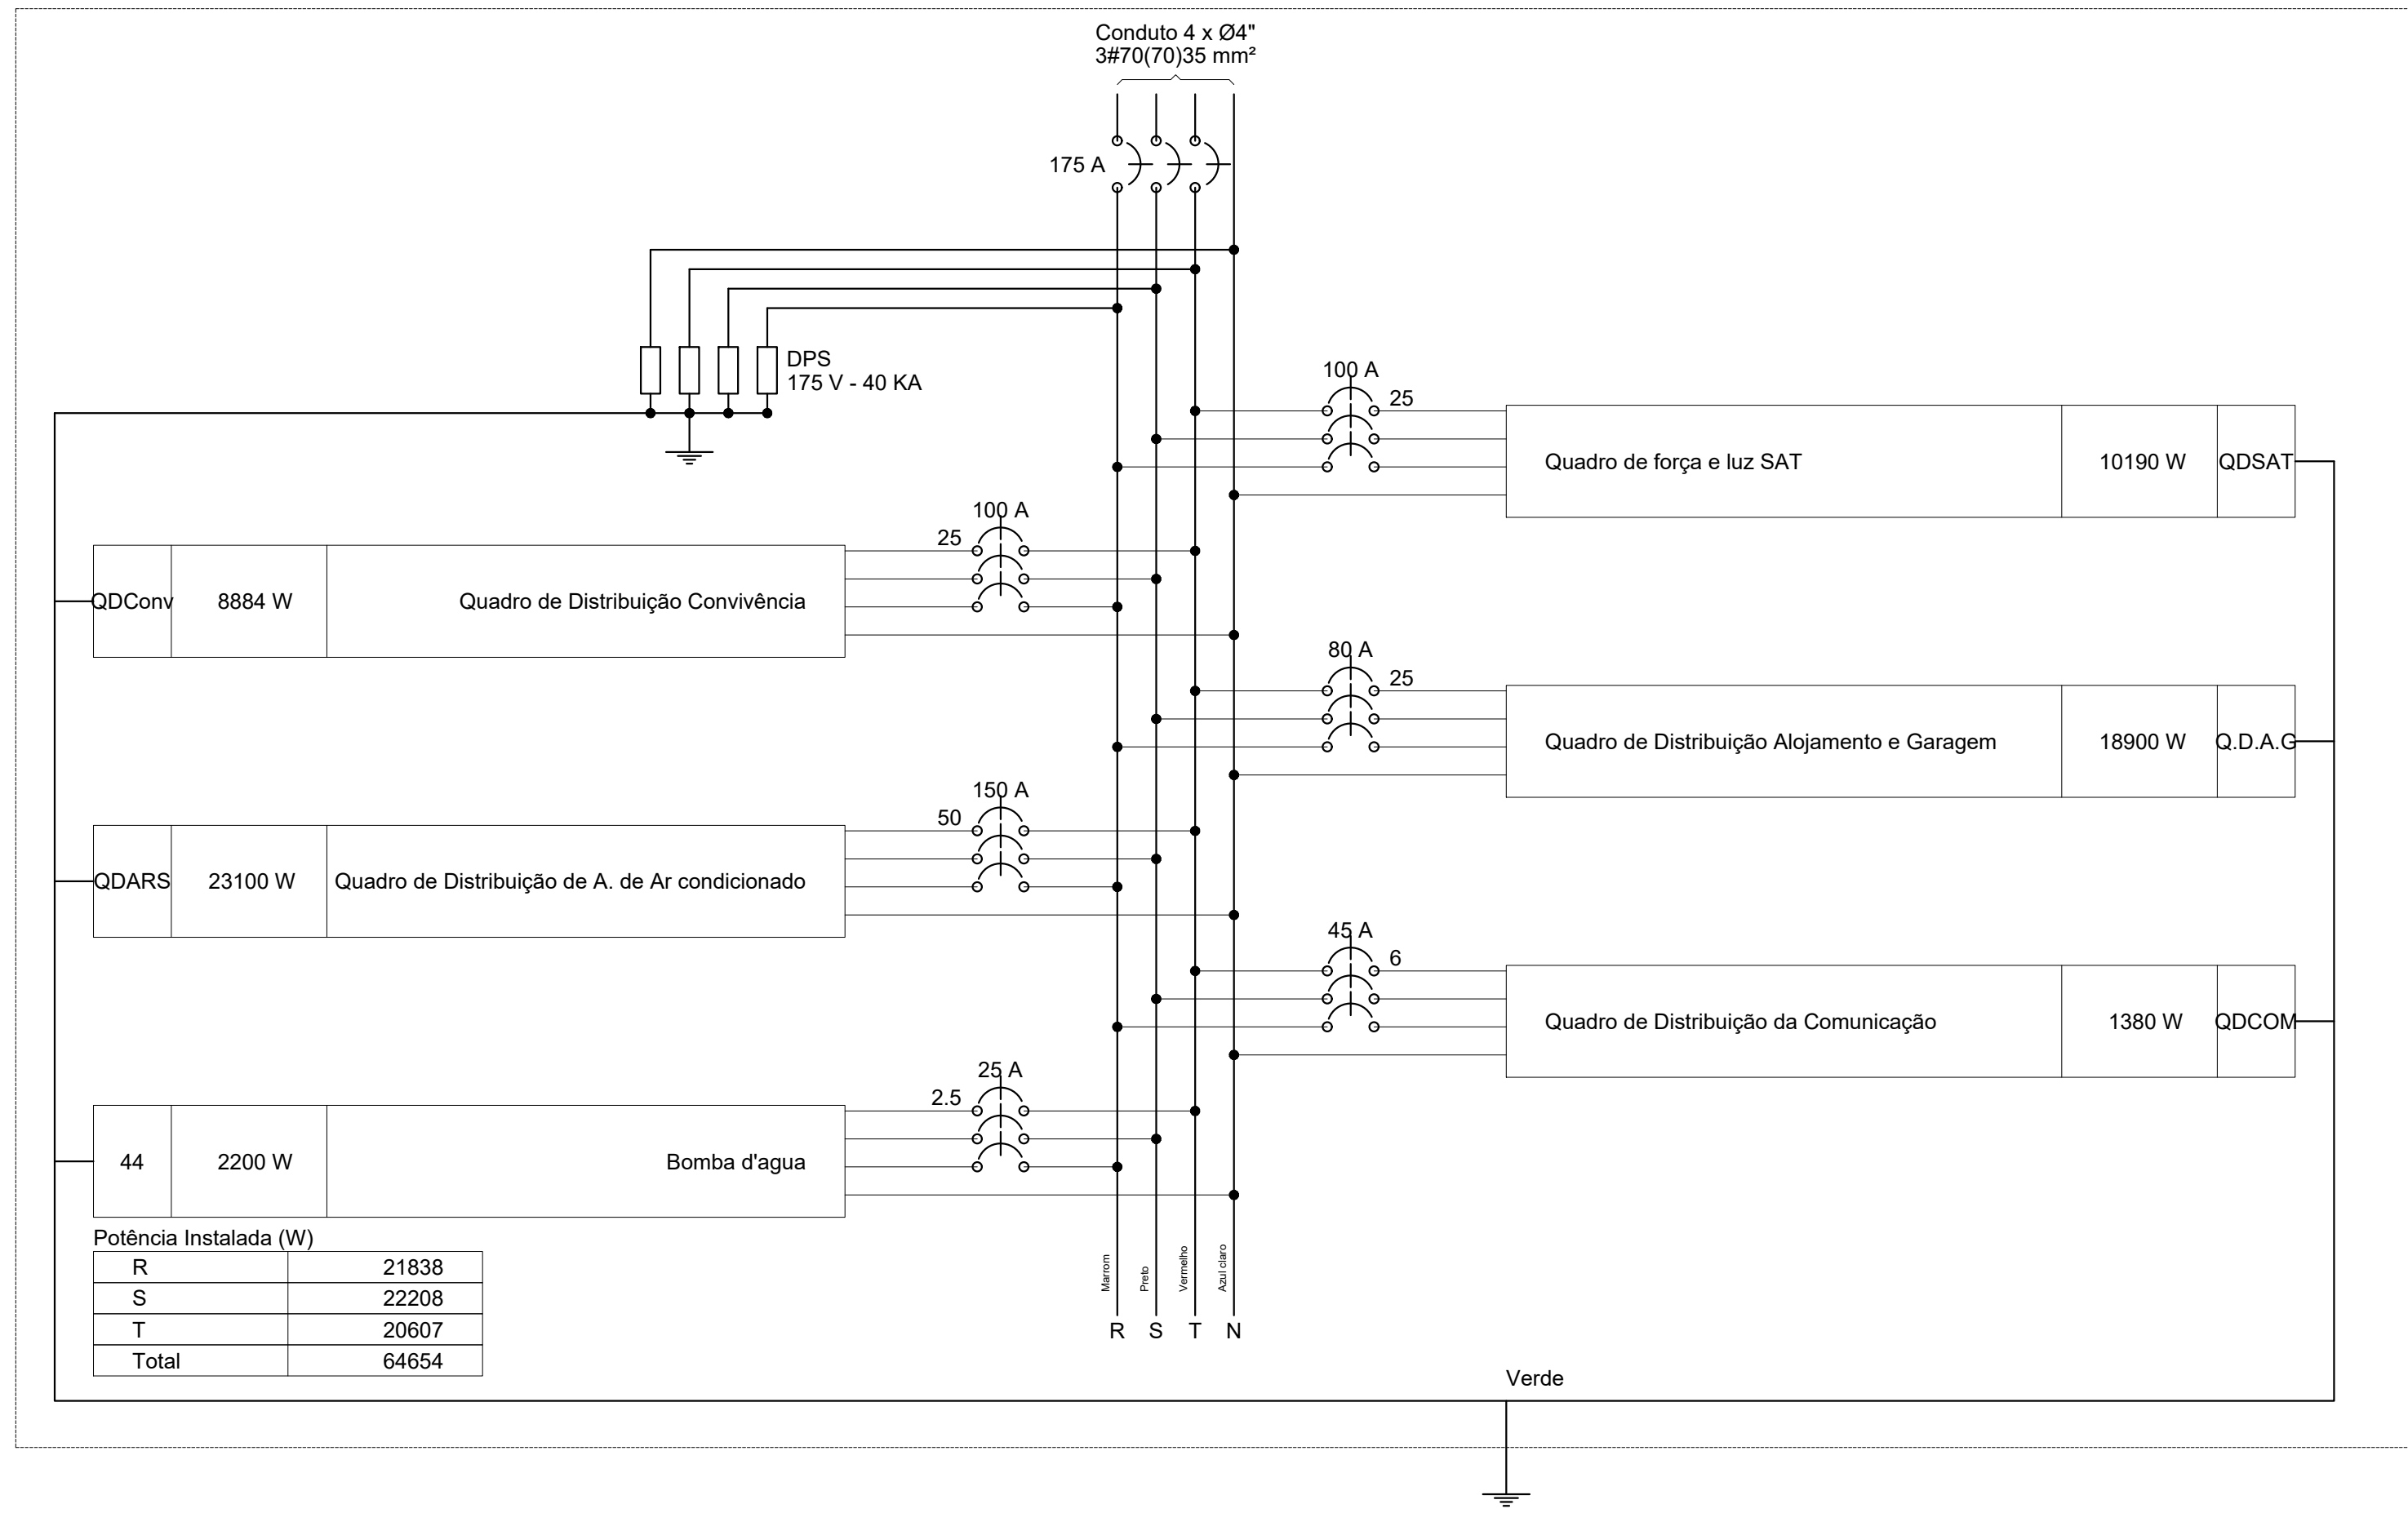 Conduto 4 x Ø4"
3#70(70)35 mm²
175 A
DPS
175 V - 40 KA
100 A
25
Quadro de força e luz SAT 10190 W QDSAT
100 A
25
QDConv 8884 W Quadro de Distribuição Convivência
80 A
25
Quadro de Distribuição Alojamento e Garagem 18900 W Q.D.A.G
150 A
50
QDARS 23100 W Quadro de Distribuição de A. de Ar condicionado
45 A
6
Quadro de Distribuição da Comunicação 1380 W QDCOM
25 A
2.5
44 2200 W Bomba d'agua
Potência Instalada (W)
R 21838
S 22208
T 20607
Total 64654
Marrom
Preto
Vermelho
Azul claro
R S T N
Verde